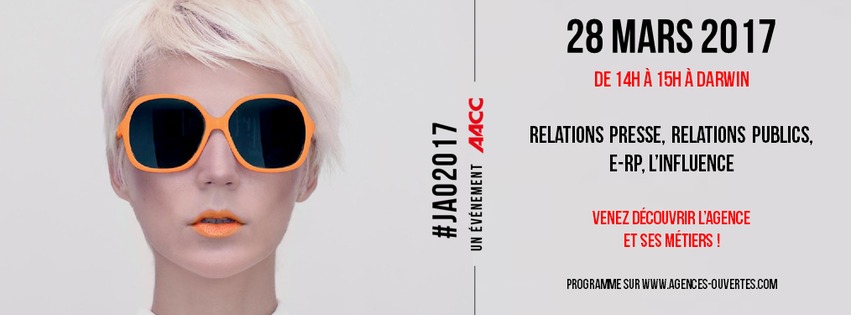 #JAO2017
UN ÉVÉNEMENT AACC
28 MARS 2017
DE 14H À 15H À DARWIN
RELATIONS PRESSE, RELATIONS PUBLICS,
E-RP, L'INFLUENCE
VENEZ DÉCOUVRIR L'AGENCE
ET SES MÉTIERS !
PROGRAMME SUR WWW.AGENCES-OUVERTES.COM